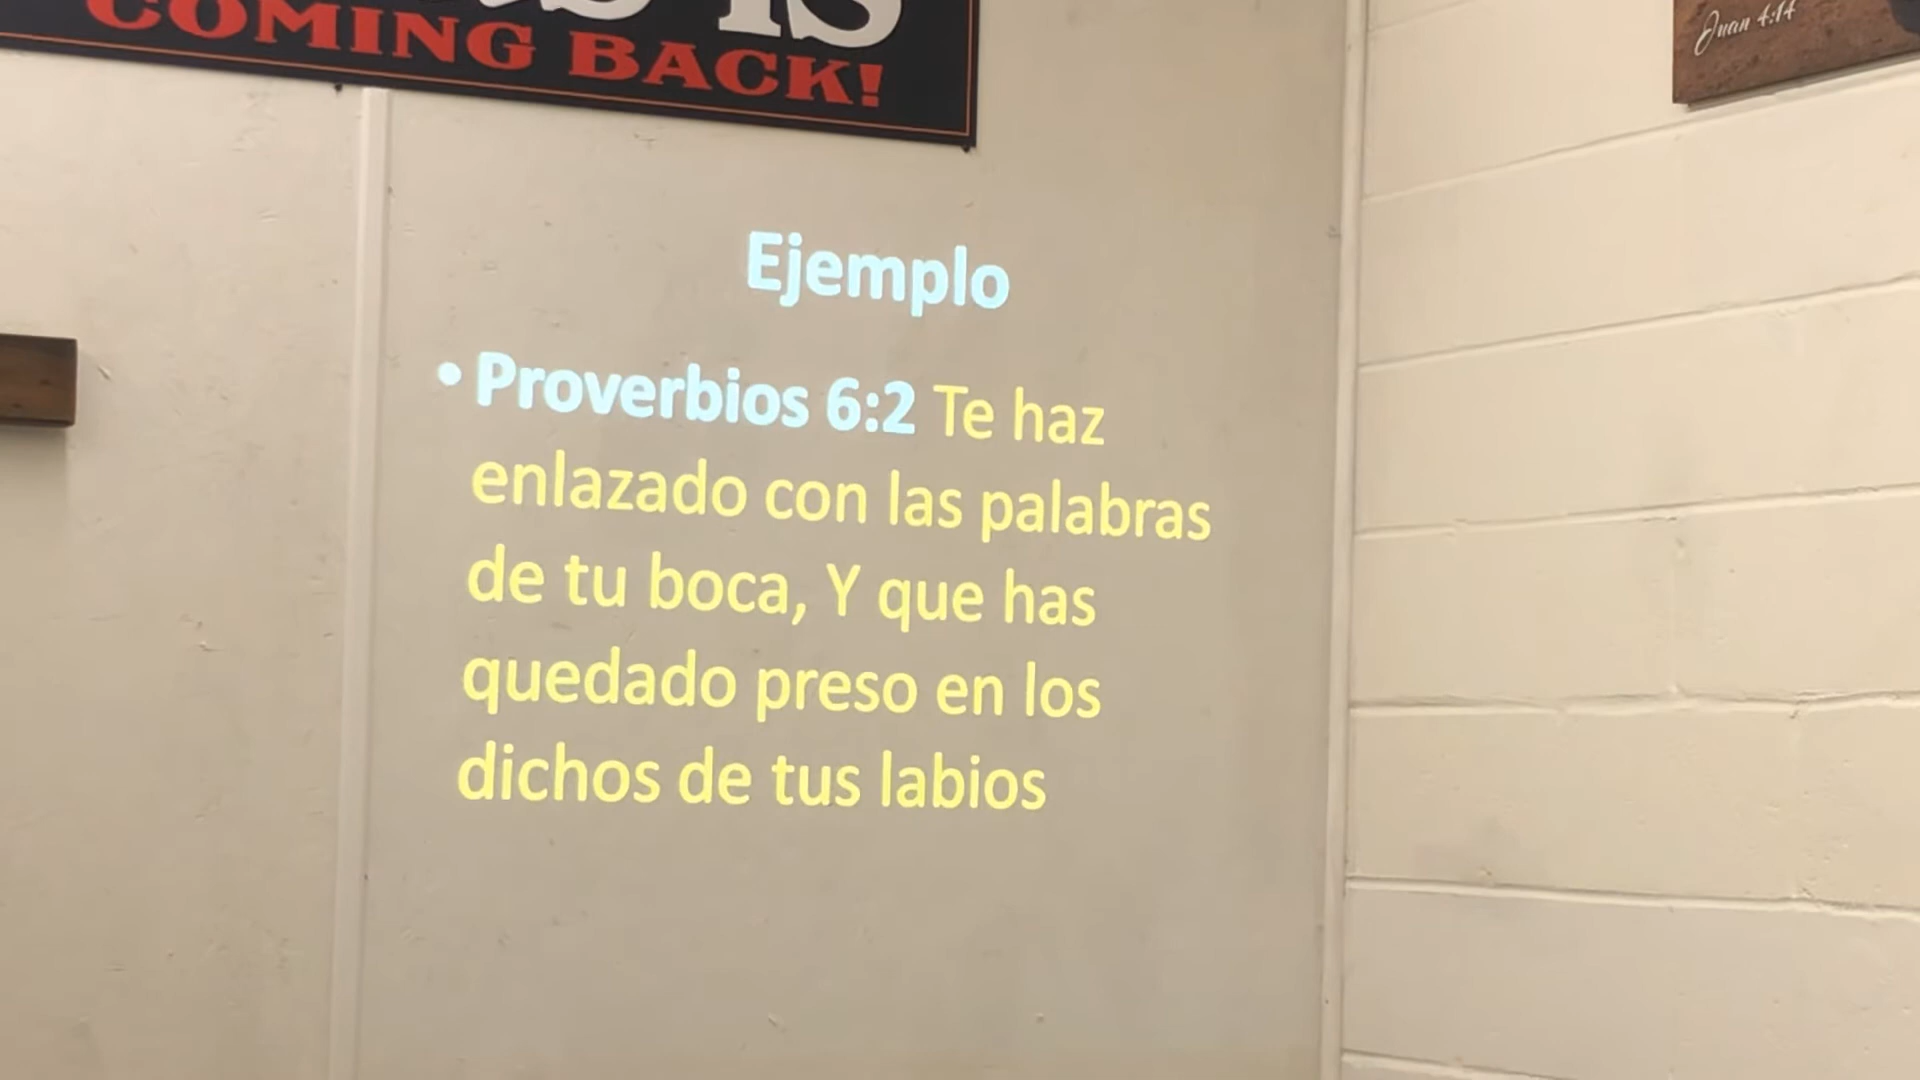 IS
COMING BACK!
Juan 4:14
Ejemplo
• Proverbios 6:2 Te haz
enlazado con las palabras
de tu boca, Y que has
quedado preso en los
dichos de tus labios